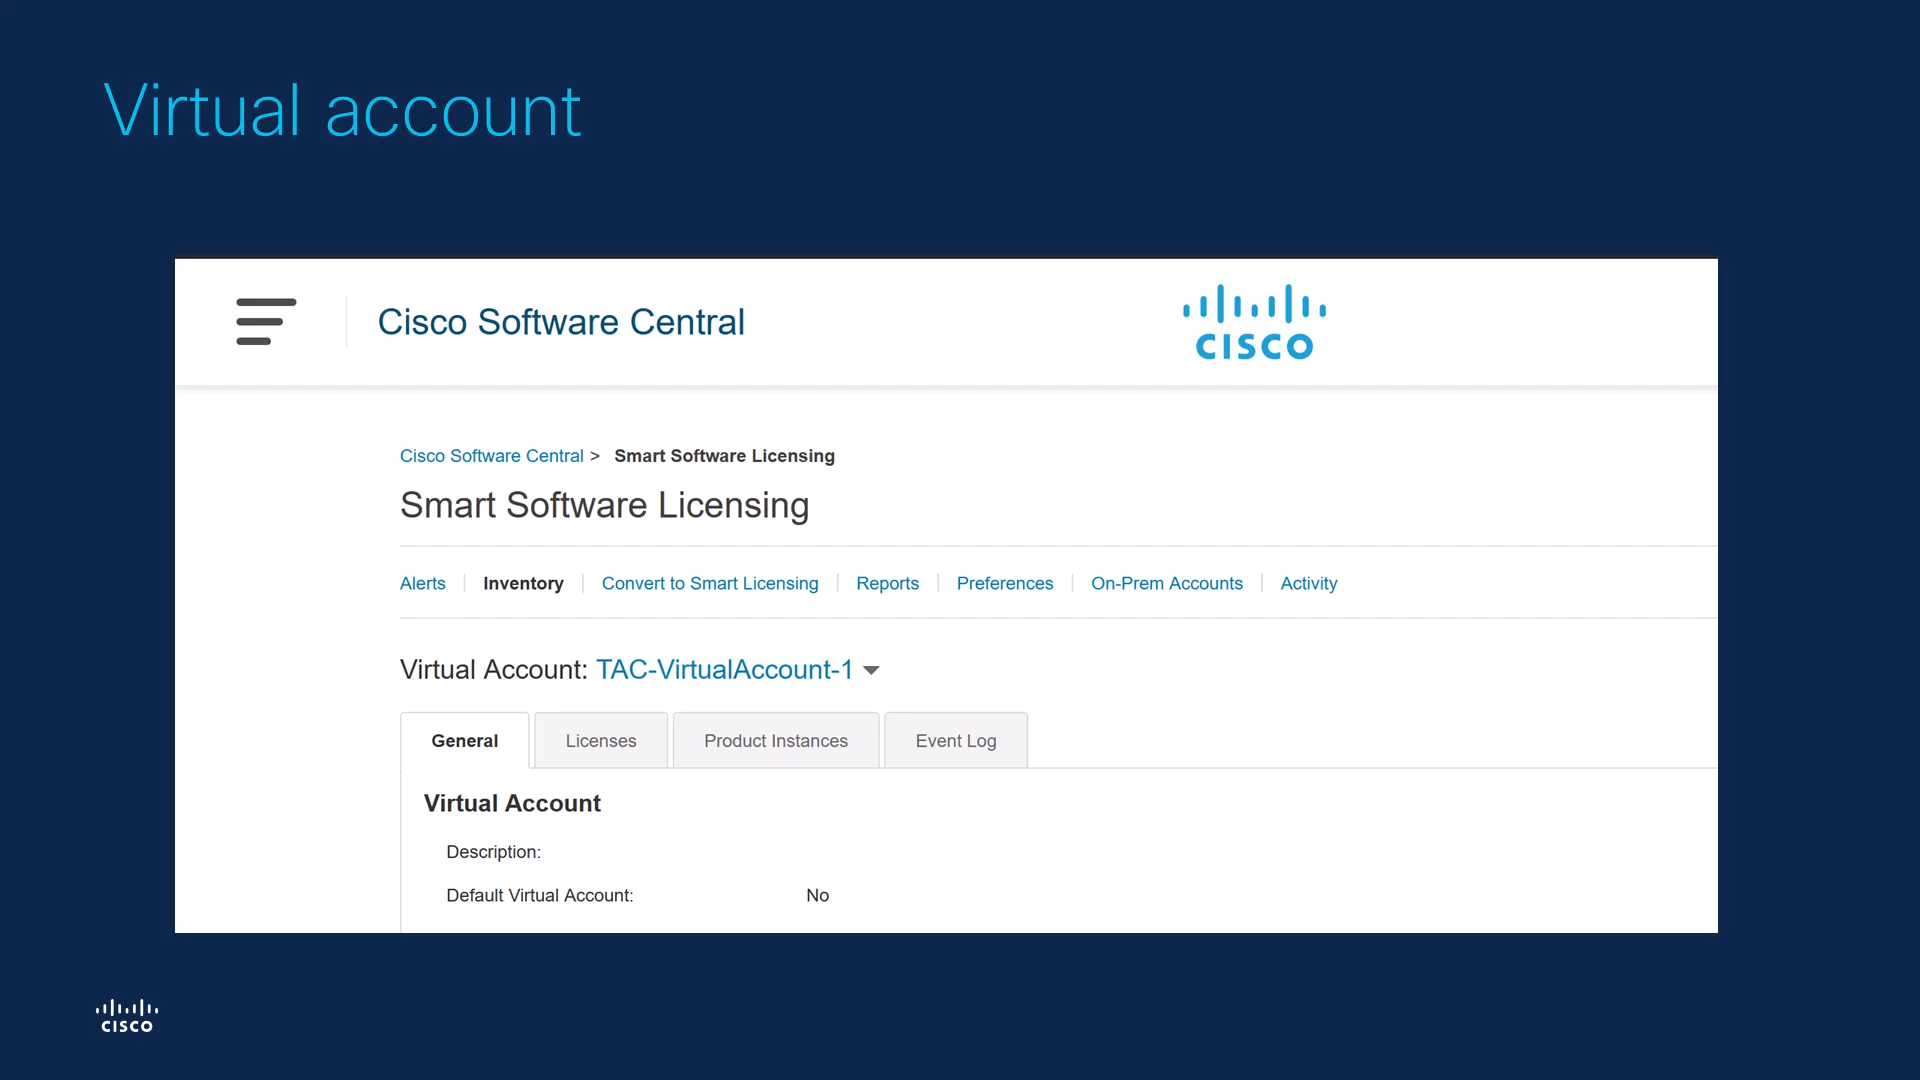 Virtual account
Cisco Software Central
CISCO
Cisco Software Central > Smart Software Licensing
Smart Software Licensing
Alerts Inventory Convert to Smart Licensing Reports Preferences On-Prem Accounts Activity
Virtual Account: TAC-VirtualAccount-1
General Licenses Product Instances Event Log
Virtual Account
Description:
Default Virtual Account: No
CISCO